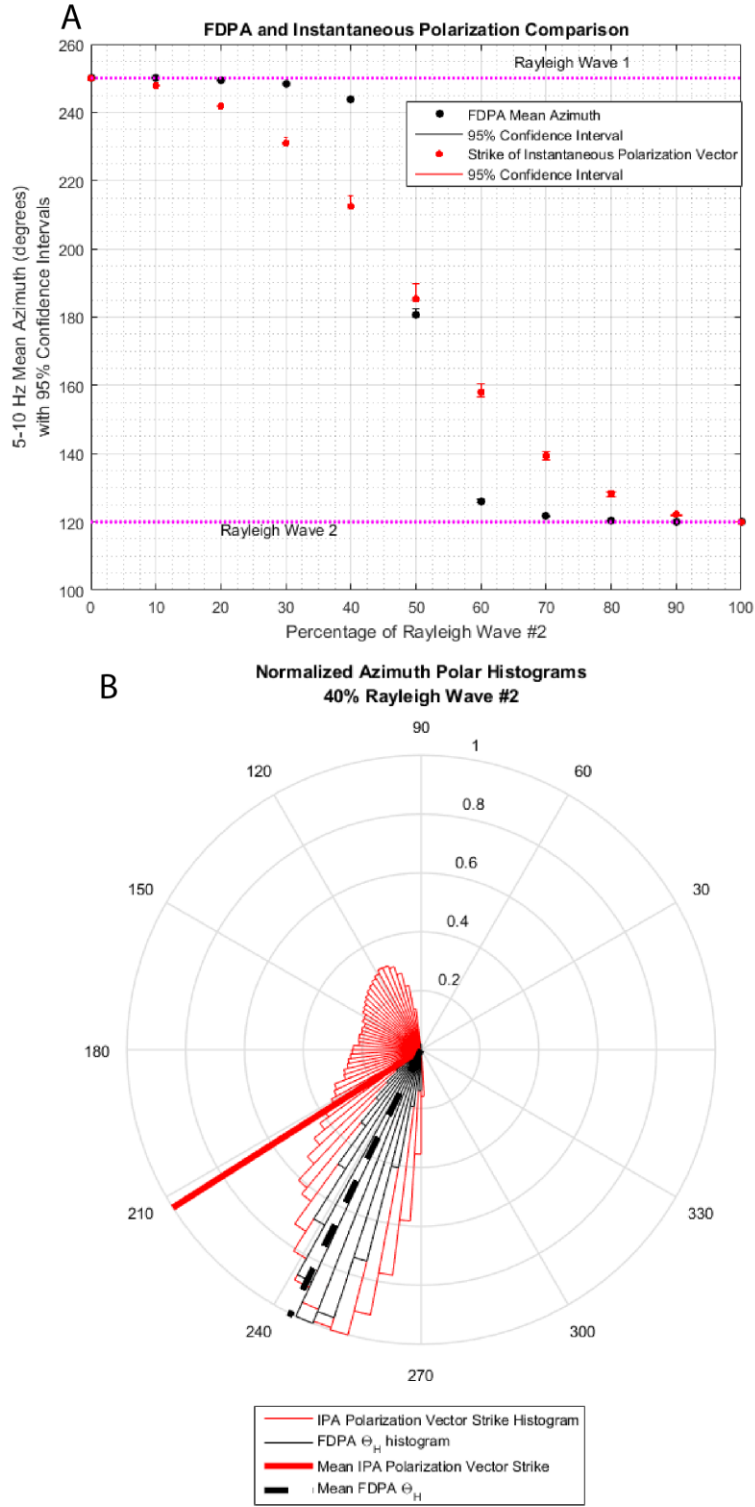 A
FDPA and Instantaneous Polarization Comparison
260
240
220
200
180
160
140
120
100
5-10 Hz Mean Azimuth (degrees)
with 95% Confidence Intervals
Rayleigh Wave 1
FDPA Mean Azimuth
95% Confidence Interval
Strike of Instantaneous Polarization Vector
95% Confidence Interval
Rayleigh Wave 2
0 10 20 30 40 50 60 70 80 90 100
Percentage of Rayleigh Wave #2
B
Normalized Azimuth Polar Histograms
40% Rayleigh Wave #2
90
1
120
60
0.8
0.6
150
30
0.4
0.2
180
210
330
240
300
270
IPA Polarization Vector Strike Histogram
FDPA Θ_H histogram
Mean IPA Polarization Vector Strike
Mean FDPA Θ_H